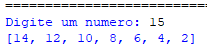 ==============================
Digite um numero: 15
[14, 12, 10, 8, 6, 4, 2]